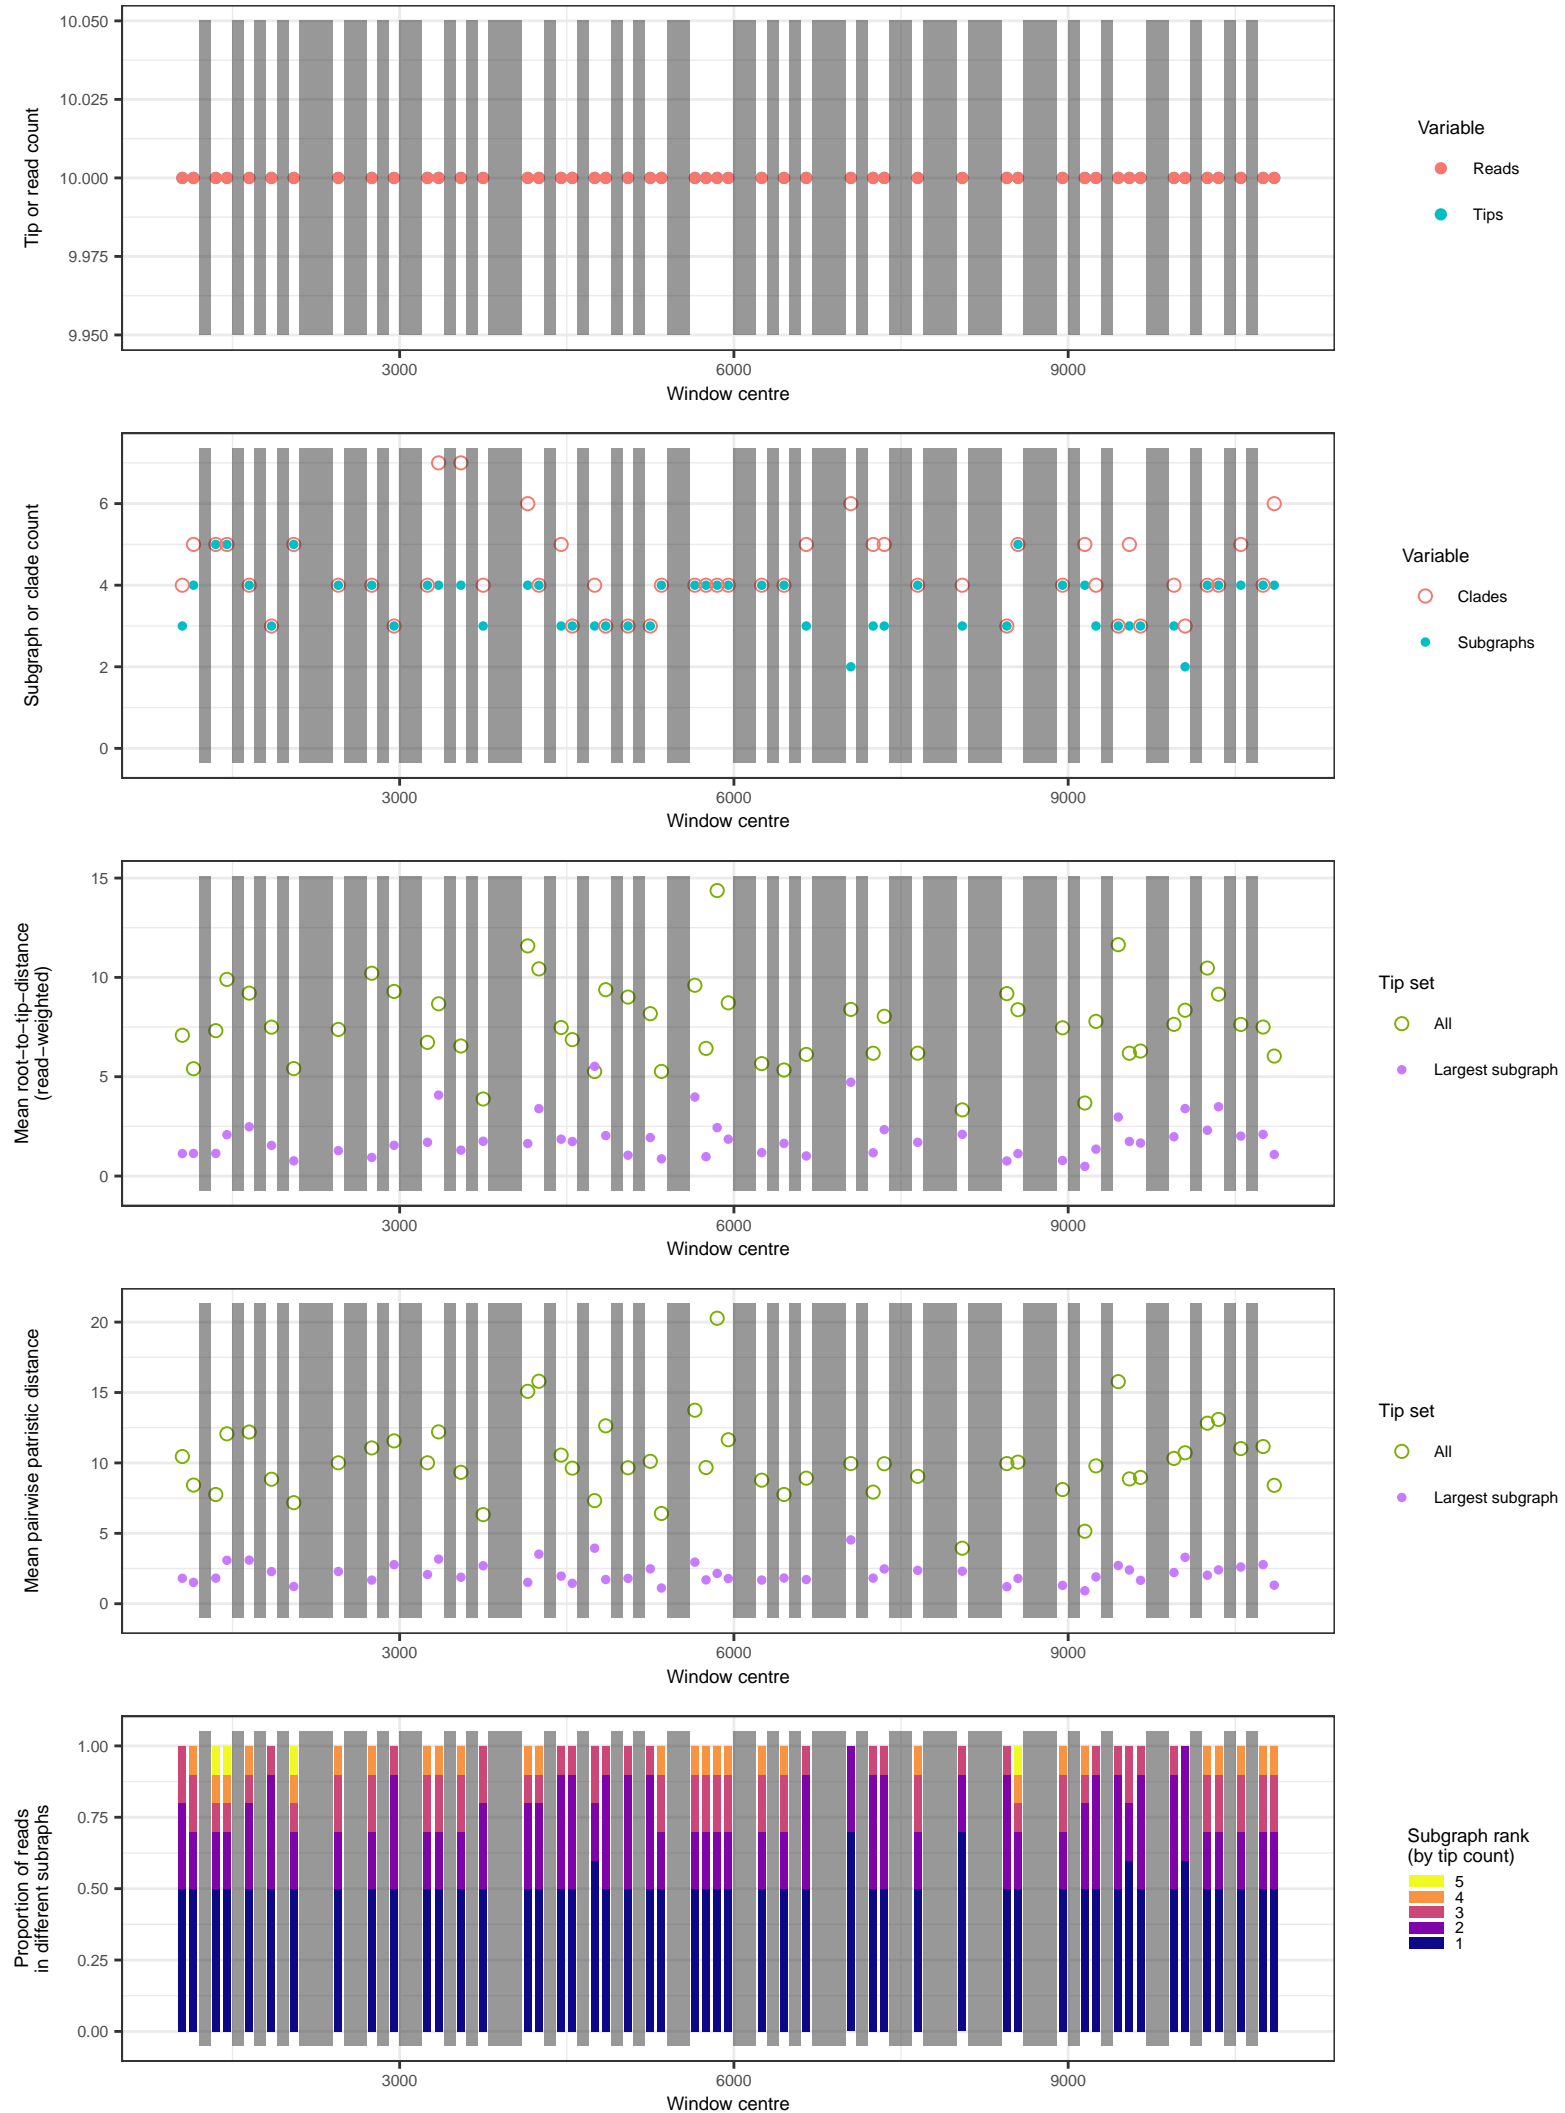 10.050
10.025
10.000
9.975
9.950
Tip or read count
3000
6000
9000
Window centre
Variable
Reads
Tips
6
4
2
0
Subgraph or clade count
3000
6000
9000
Window centre
Variable
Clades
Subgraphs
15
10
5
0
Mean root−to−tip−distance
(read−weighted)
3000
6000
9000
Window centre
Tip set
All
Largest subgraph
20
15
10
5
0
Mean pairwise patristic distance
3000
6000
9000
Window centre
Tip set
All
Largest subgraph
1.00
0.75
0.50
0.25
0.00
Proportion of reads
in different subraphs
3000
6000
9000
Window centre
Subgraph rank
(by tip count)
5
4
3
2
1